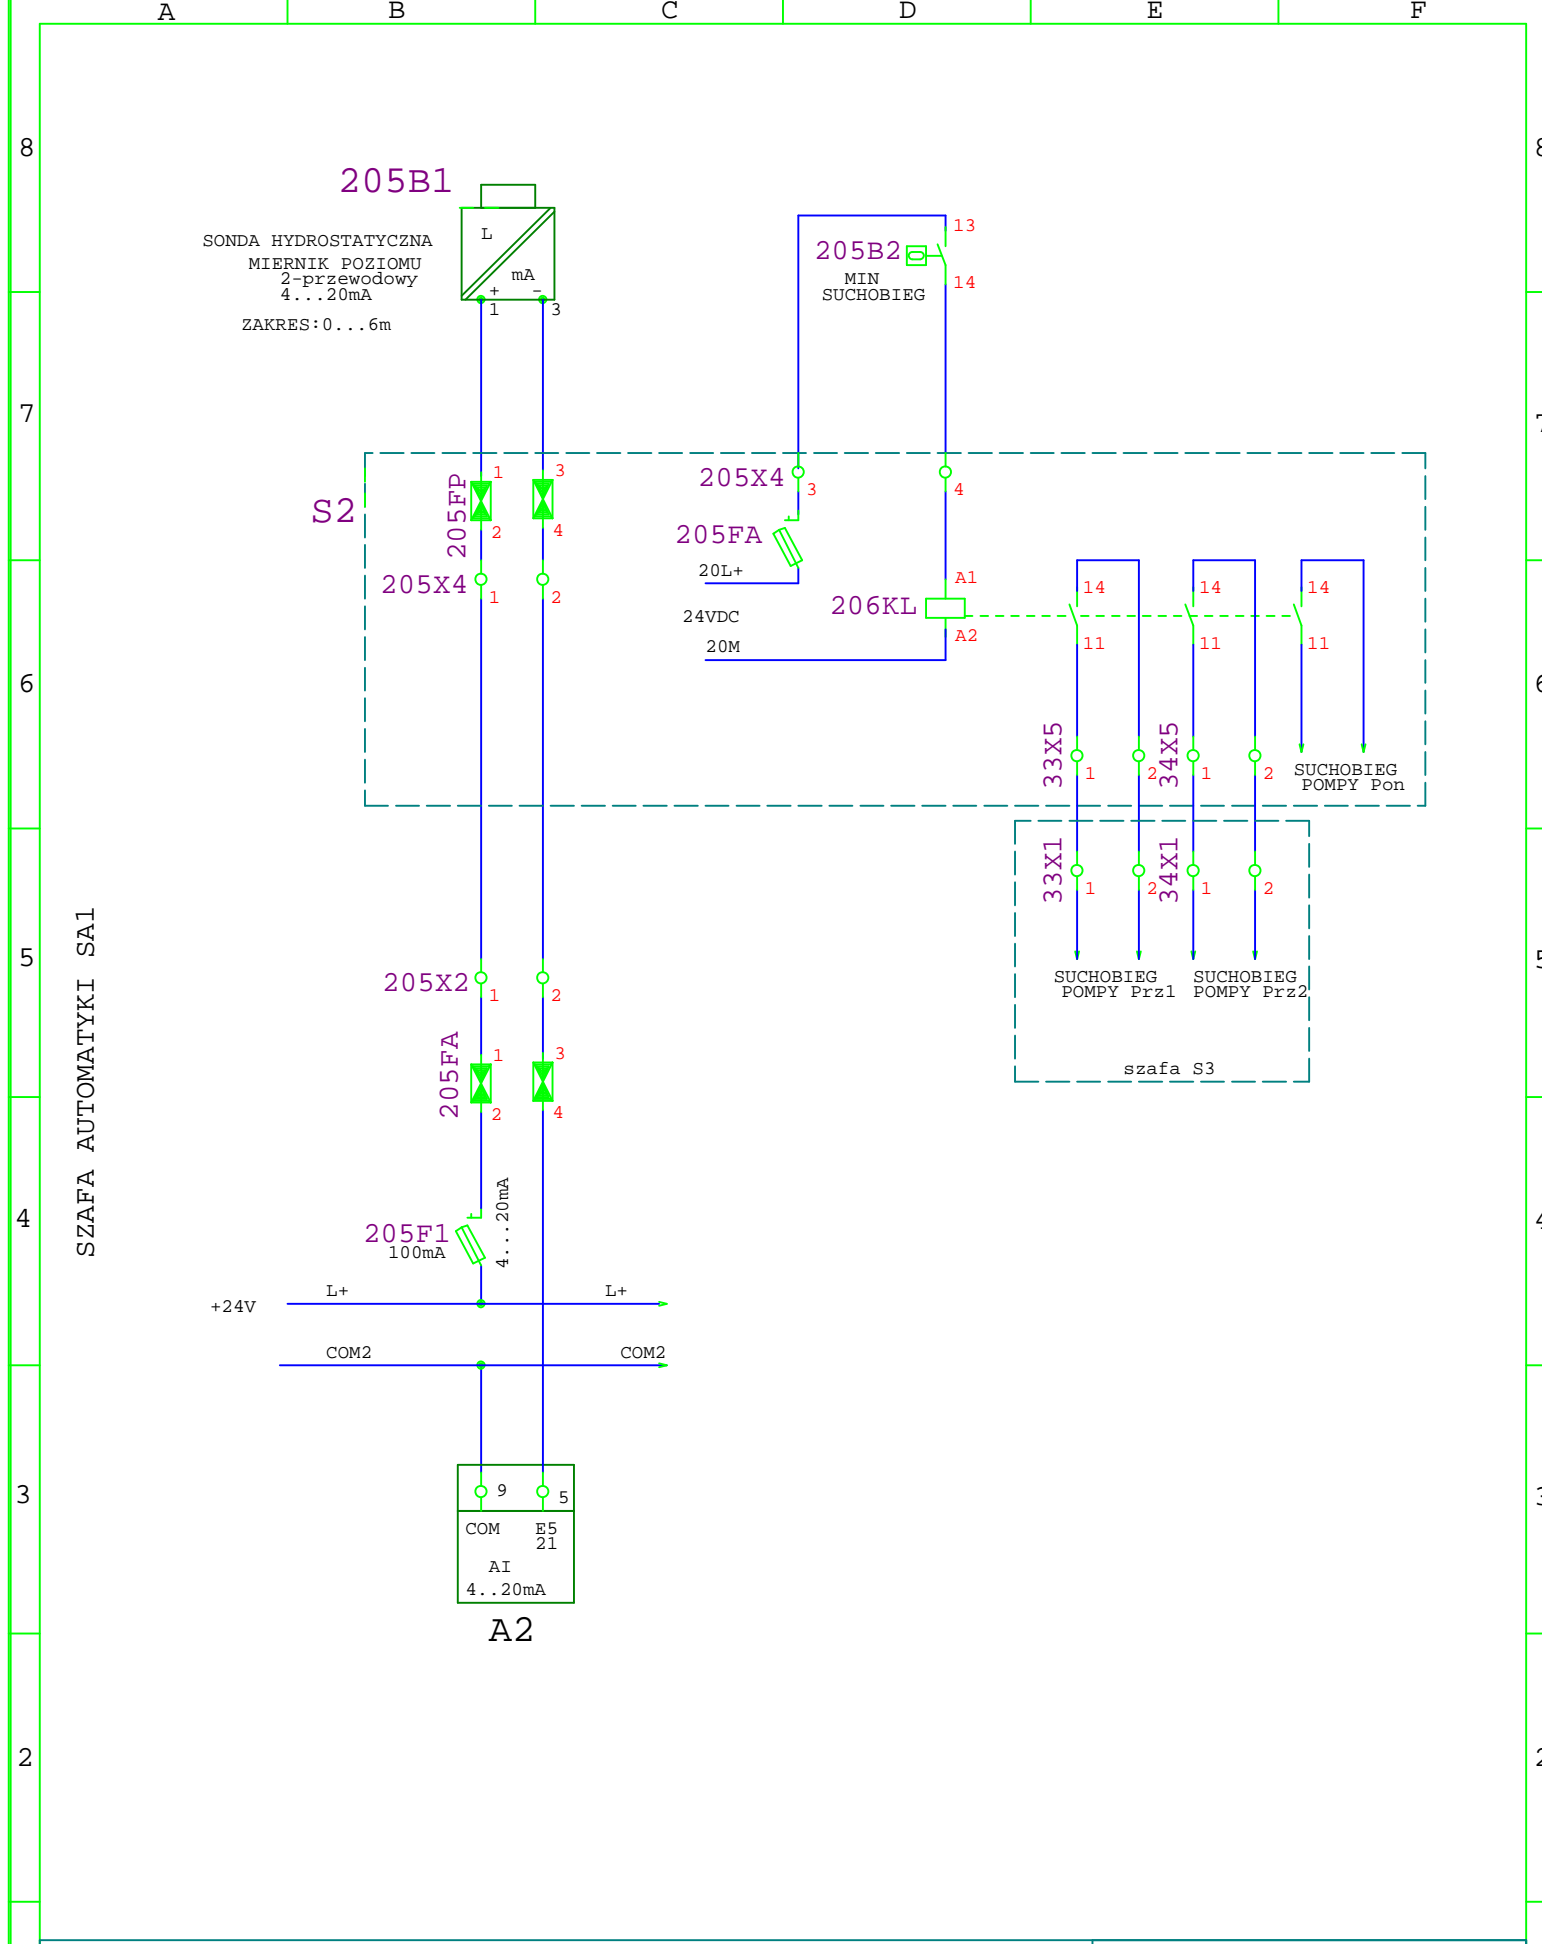 A B C D E F
8
205B1
SONDA HYDROSTATYCZNA
MIERNIK POZIOMU
2-przewodowy
4...20mA
ZAKRES:0...6m
L
mA
+ -
1 3
205B2
MIN
SUCHOBIEG
13
14
7
S2
205FP
1 3
2 4
205X4
1 2
205X4
3 4
205FA
20L+
24VDC
20M
206KL
A1
A2
14 14 14
11 11 11
6
33X5
1 2
34X5
1 2
SUCHOBIEG
POMPY Pon
33X1
1 2
34X1
1 2
SUCHOBIEG
POMPY Prz1
SUCHOBIEG
POMPY Prz2
szafa S3
5
SZAFA AUTOMATYKI SA1
205X2
1 2
205FA
1 3
2 4
4
205F1
100mA
4...20mA
+24V
L+ L+
COM2 COM2
3
9 5
COM E5
21
AI
4..20mA
A2
2